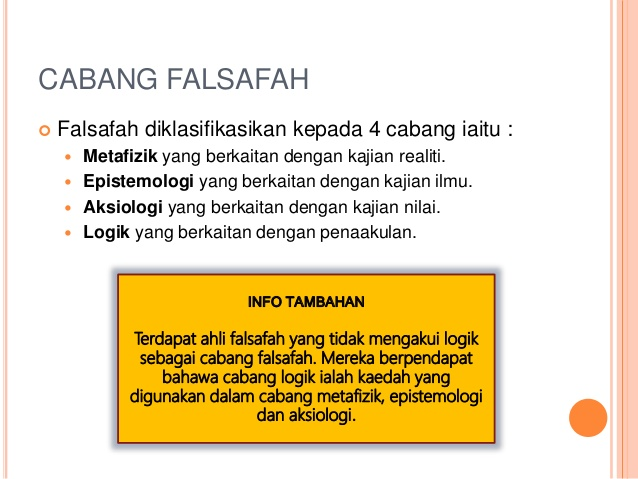 CABANG FALSAFAH
Falsafah diklasifikasikan kepada 4 cabang iaitu :
Metafizik yang berkaitan dengan kajian realiti.
Epistemologi yang berkaitan dengan kajian ilmu.
Aksiologi yang berkaitan dengan kajian nilai.
Logik yang berkaitan dengan penaakulan.
INFO TAMBAHAN
Terdapat ahli falsafah yang tidak mengakui logik
sebagai cabang falsafah. Mereka berpendapat
bahawa cabang logik ialah kaedah yang
digunakan dalam cabang metafizik, epistemologi
dan aksiologi.